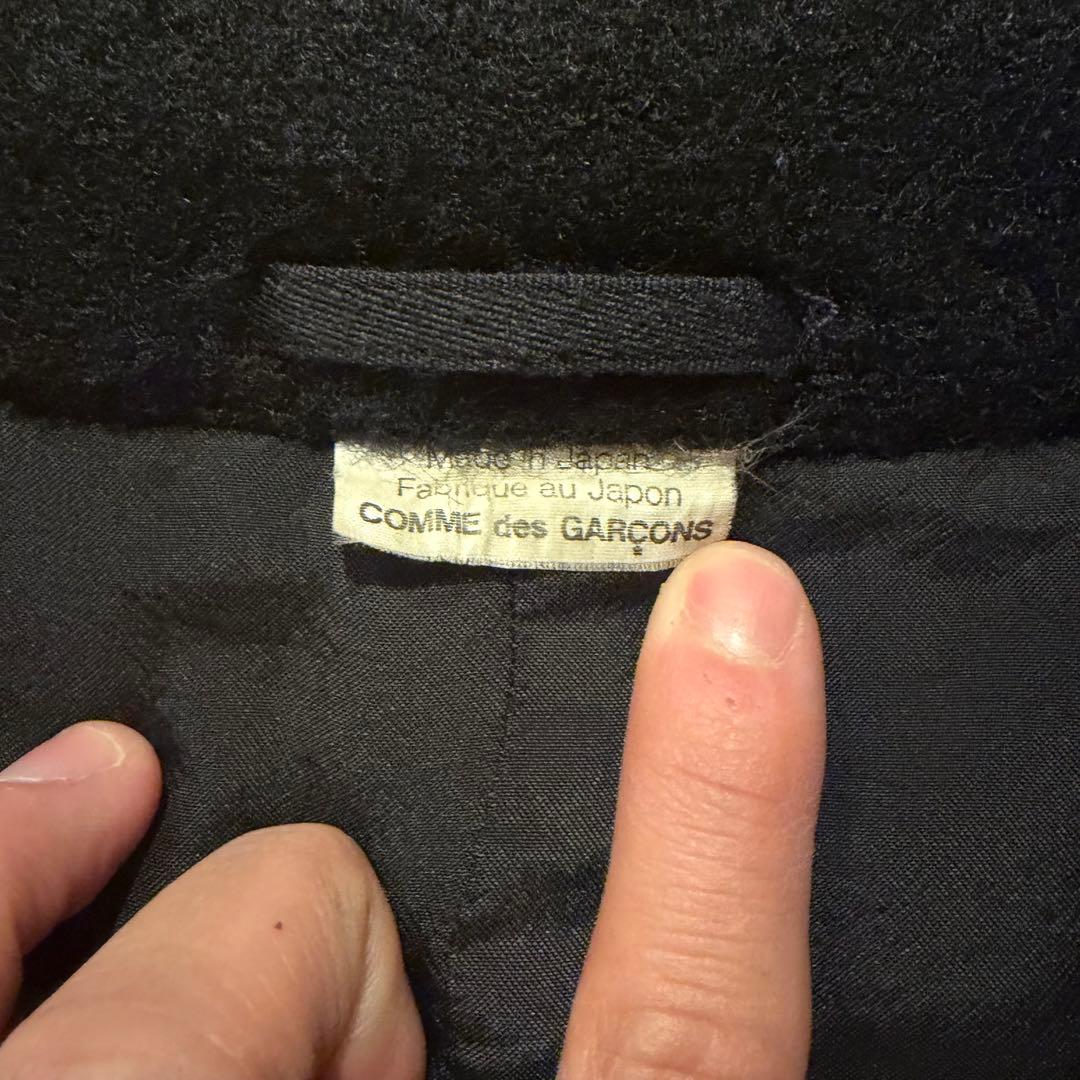 Made in Japan
Fabrique au Japon
COMME des GARÇONS